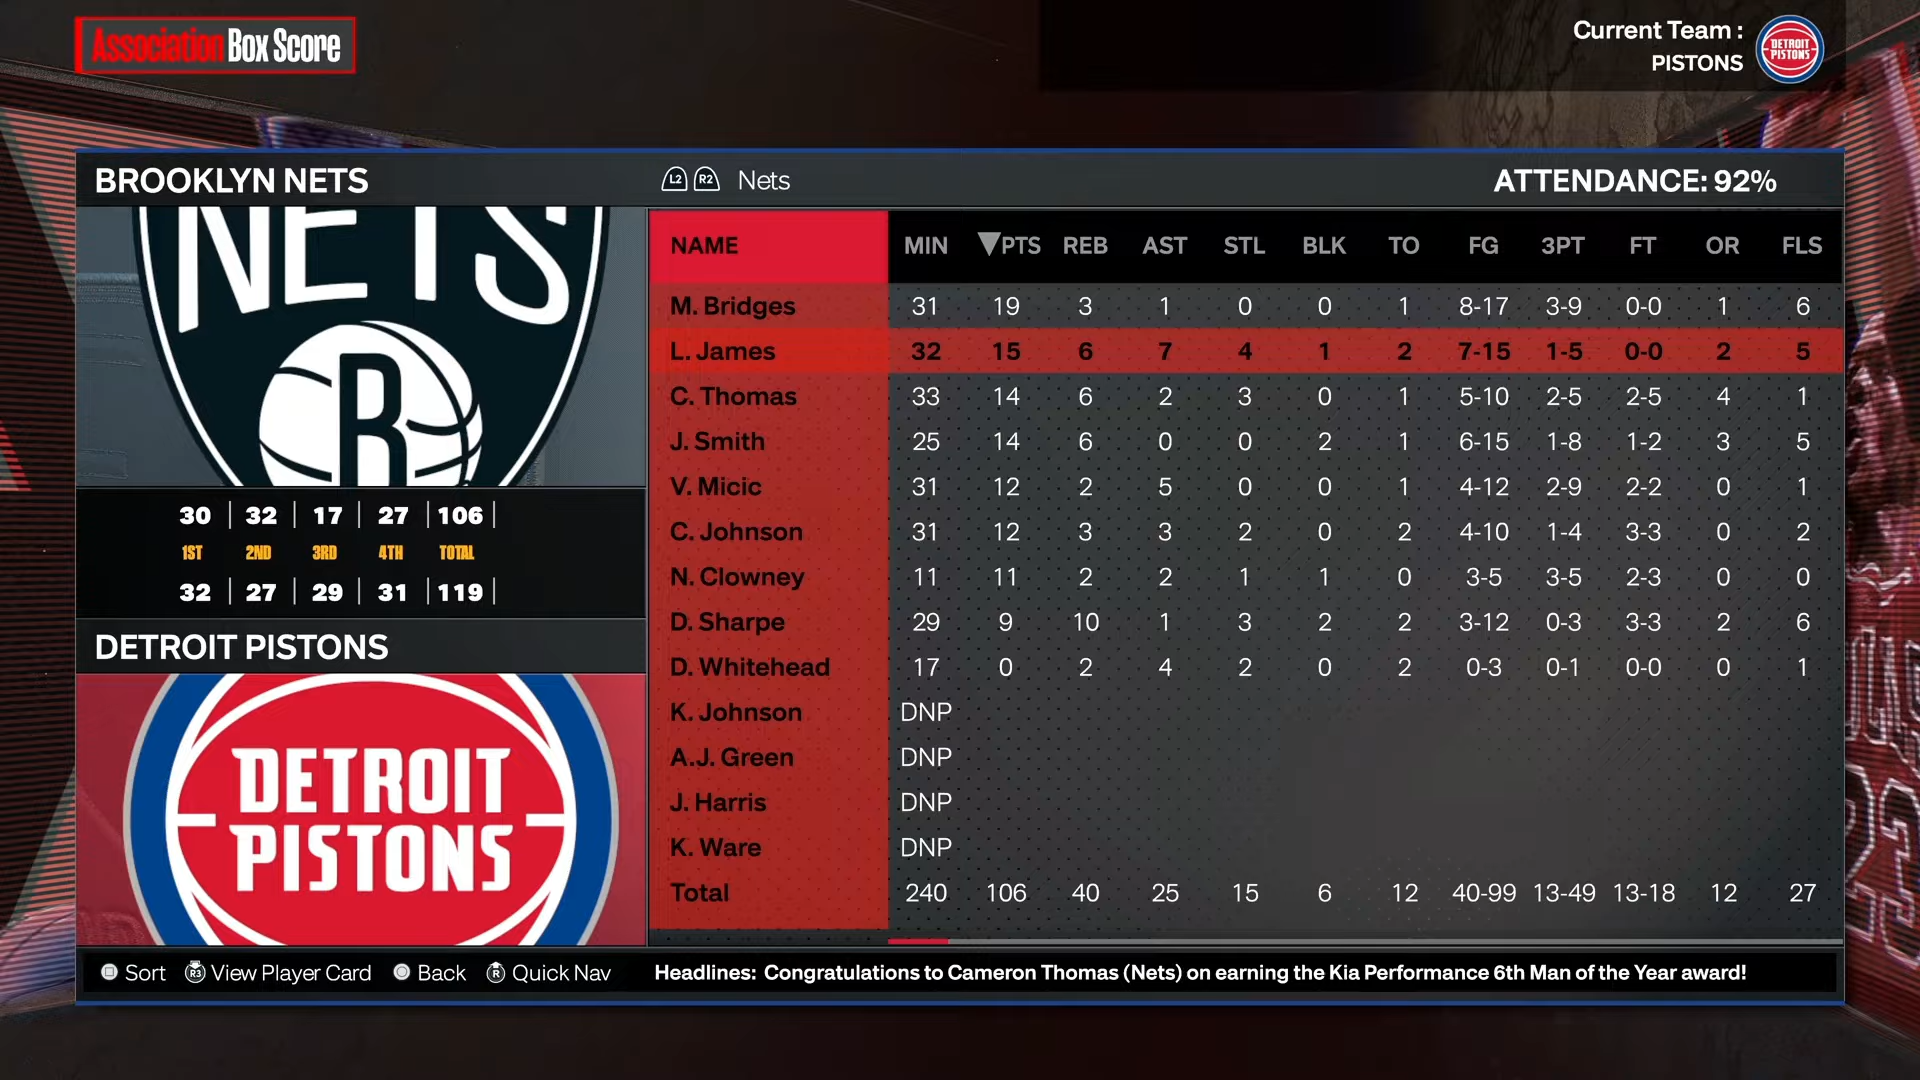 Association Box Score
Current Team :
PISTONS
DETROIT
PISTONS
BROOKLYN NETS
L2 R2 Nets
ATTENDANCE: 92%
NETS
B
30 32 17 27 106
1ST 2ND 3RD 4TH TOTAL
32 27 29 31 119
DETROIT PISTONS
DETROIT
PISTONS
NAME MIN PTS REB AST STL BLK TO FG 3PT FT OR FLS
M. Bridges 31 19 3 1 0 0 1 8-17 3-9 0-0 1 6
L. James 32 15 6 7 4 1 2 7-15 1-5 0-0 2 5
C. Thomas 33 14 6 2 3 0 1 5-10 2-5 2-5 4 1
J. Smith 25 14 6 0 0 2 1 6-15 1-8 1-2 3 5
V. Micic 31 12 2 5 0 0 1 4-12 2-9 2-2 0 1
C. Johnson 31 12 3 3 2 0 2 4-10 1-4 3-3 0 2
N. Clowney 11 11 2 2 1 1 0 3-5 3-5 2-3 0 0
D. Sharpe 29 9 10 1 3 2 2 3-12 0-3 3-3 2 6
D. Whitehead 17 0 2 4 2 0 2 0-3 0-1 0-0 0 1
K. Johnson DNP
A.J. Green DNP
J. Harris DNP
K. Ware DNP
Total 240 106 40 25 15 6 12 40-99 13-49 13-18 12 27
Sort R3 View Player Card Back R Quick Nav
Headlines: Congratulations to Cameron Thomas (Nets) on earning the Kia Performance 6th Man of the Year award!
23